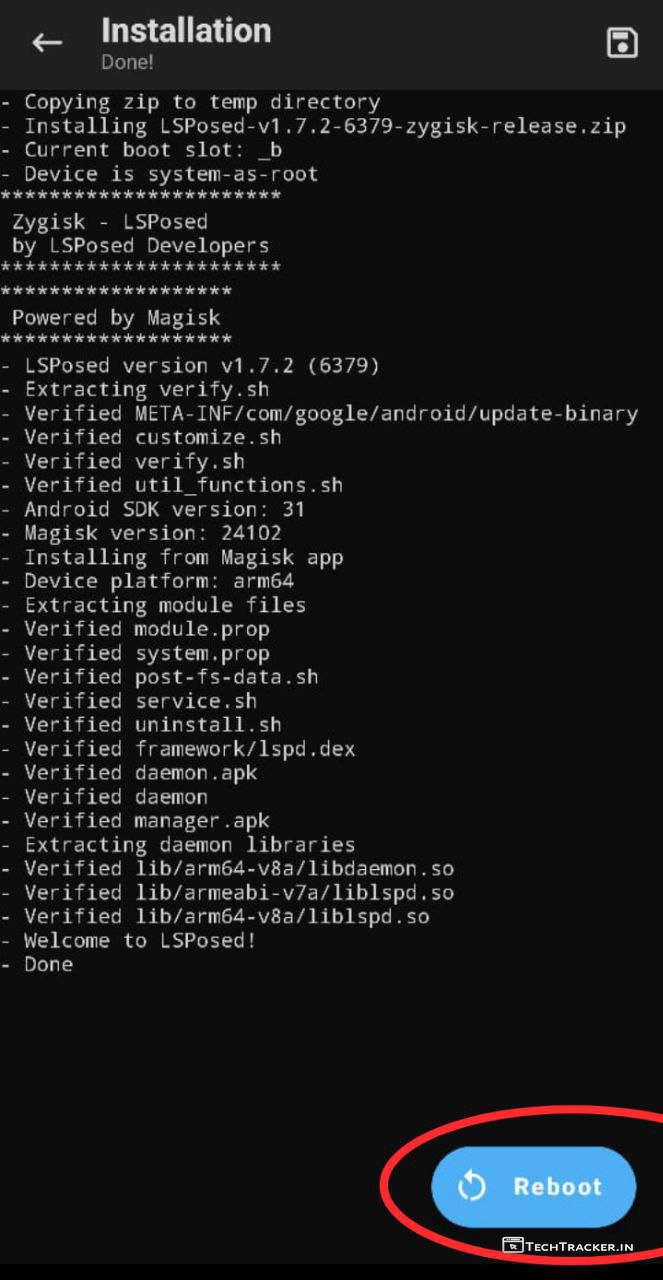 Installation
Done!
- Copying zip to temp directory
- Installing LSPosed-v1.7.2-6379-zygisk-release.zip
- Current boot slot: _b
- Device is system-as-root
***********************
Zygisk - LSPosed
by LSPosed Developers
***********************
*******************
Powered by Magisk
*******************
- LSPosed version v1.7.2 (6379)
- Extracting verify.sh
- Verified META-INF/com/google/android/update-binary
- Verified customize.sh
- Verified verify.sh
- Verified util_functions.sh
- Android SDK version: 31
- Magisk version: 24102
- Installing from Magisk app
- Device platform: arm64
- Extracting module files
- Verified module.prop
- Verified system.prop
- Verified post-fs-data.sh
- Verified service.sh
- Verified uninstall.sh
- Verified framework/lspd.dex
- Verified daemon.apk
- Verified daemon
- Verified manager.apk
- Extracting daemon libraries
- Verified lib/arm64-v8a/libdaemon.so
- Verified lib/armeabi-v7a/liblspd.so
- Verified lib/arm64-v8a/liblspd.so
- Welcome to LSPosed!
- Done
Reboot
TECHTRACKER.IN